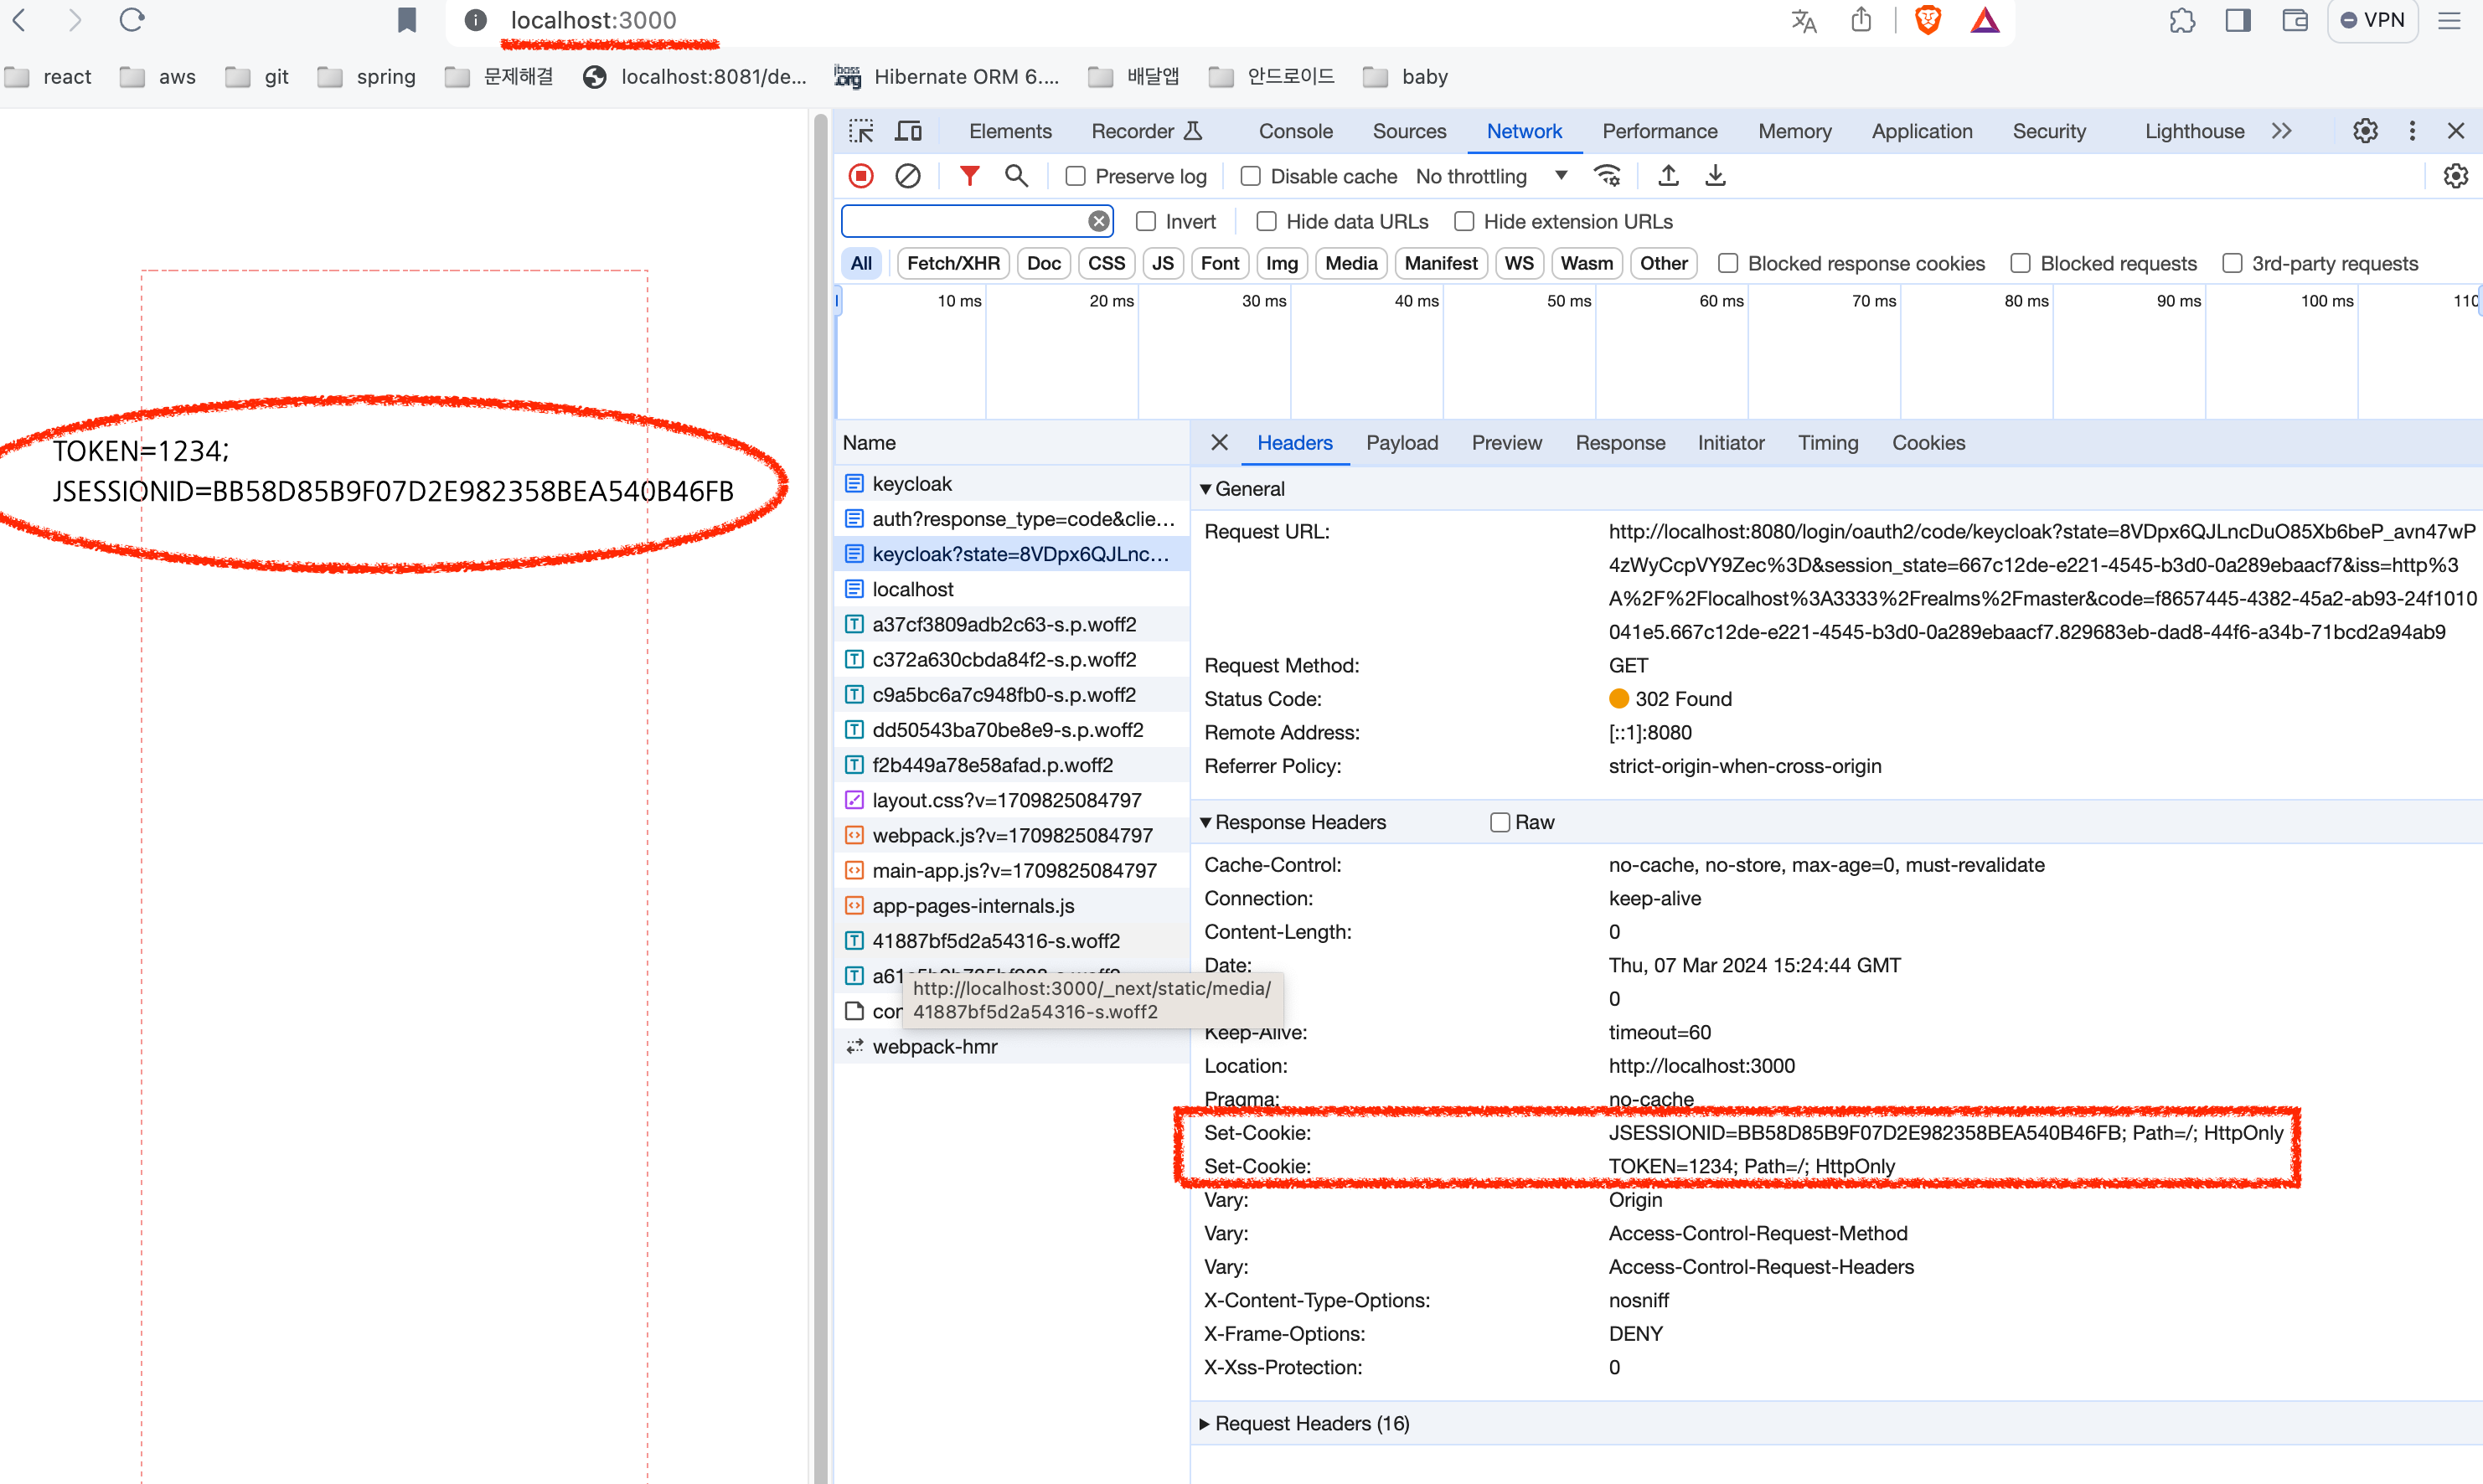 localhost:3000
VPN
react
aws
git
spring
문제해결
localhost:8081/de...
jboss.org
Hibernate ORM 6....
배달앱
안드로이드
baby
TOKEN=1234;
JSESSIONID=BB58D85B9F07D2E982358BEA540B46FB
Elements
Recorder
Console
Sources
Network
Performance
Memory
Application
Security
Lighthouse
Preserve log
Disable cache
No throttling
Invert
Hide data URLs
Hide extension URLs
All
Fetch/XHR
Doc
CSS
JS
Font
Img
Media
Manifest
WS
Wasm
Other
Blocked response cookies
Blocked requests
3rd-party requests
10 ms
20 ms
30 ms
40 ms
50 ms
60 ms
70 ms
80 ms
90 ms
100 ms
110
Name
keycloak
auth?response_type=code&clie...
keycloak?state=8VDpx6QJLnc...
localhost
a37cf3809adb2c63-s.p.woff2
c372a630cbda84f2-s.p.woff2
c9a5bc6a7c948fb0-s.p.woff2
dd50543ba70be8e9-s.p.woff2
f2b449a78e58afad.p.woff2
layout.css?v=1709825084797
webpack.js?v=1709825084797
main-app.js?v=1709825084797
app-pages-internals.js
41887bf5d2a54316-s.woff2
http://localhost:3000/_next/static/media/
41887bf5d2a54316-s.woff2
webpack-hmr
Headers
Payload
Preview
Response
Initiator
Timing
Cookies
General
Request URL:
http://localhost:8080/login/oauth2/code/keycloak?state=8VDpx6QJLncDuO85Xb6beP_avn47wP
4zWyCcpVY9Zec%3D&session_state=667c12de-e221-4545-b3d0-0a289ebaacf7&iss=http%3
A%2F%2Flocalhost%3A3333%2Frealms%2Fmaster&code=f8657445-4382-45a2-ab93-24f1010
041e5.667c12de-e221-4545-b3d0-0a289ebaacf7.829683eb-dad8-44f6-a34b-71bcd2a94ab9
Request Method: GET
Status Code: 302 Found
Remote Address: [::1]:8080
Referrer Policy: strict-origin-when-cross-origin
Response Headers
Raw
Cache-Control: no-cache, no-store, max-age=0, must-revalidate
Connection: keep-alive
Content-Length: 0
Date: Thu, 07 Mar 2024 15:24:44 GMT
0
Keep-Alive: timeout=60
Location: http://localhost:3000
Pragma: no-cache
Set-Cookie: JSESSIONID=BB58D85B9F07D2E982358BEA540B46FB; Path=/; HttpOnly
Set-Cookie: TOKEN=1234; Path=/; HttpOnly
Vary: Origin
Vary: Access-Control-Request-Method
Vary: Access-Control-Request-Headers
X-Content-Type-Options: nosniff
X-Frame-Options: DENY
X-Xss-Protection: 0
Request Headers (16)